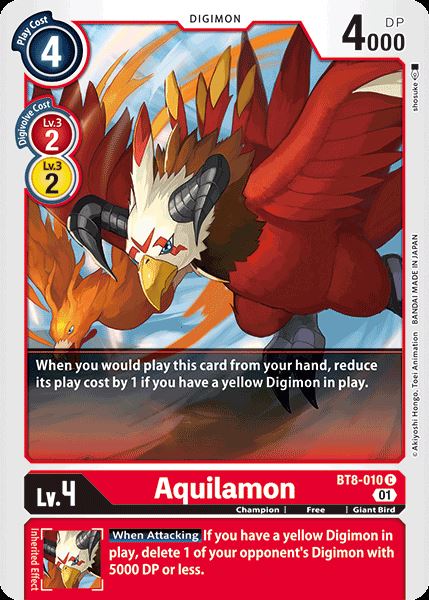 DIGIMON
Play Cost
4
DP
4000
Digivolve Cost
Lv.3
2
Lv.3
2
shosuke
©Akiyoshi Hongo, Toei Animation BANDAI MADE IN JAPAN
When you would play this card from your hand, reduce
its play cost by 1 if you have a yellow Digimon in play.
BT8-010 C
01
Lv.4
Aquilamon
Champion | Free | Giant Bird
Inherited Effect
When Attacking If you have a yellow Digimon in
play, delete 1 of your opponent's Digimon with
5000 DP or less.